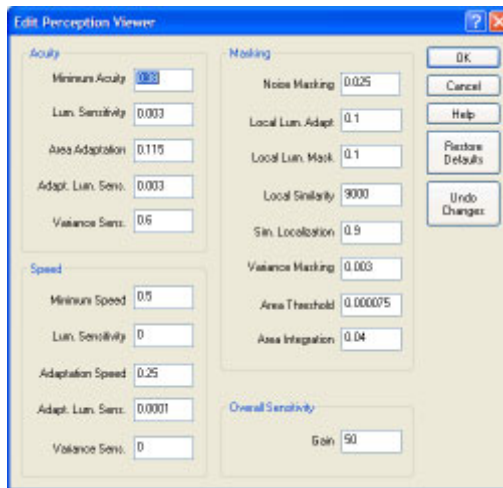 Edit Perception Viewer
Acuity
Minimum Acuity 0.33
Lum. Sensitivity 0.003
Area Adaptation 0.115
Adapt. Lum. Sens. 0.003
Variance Sens. 0.6
Speed
Minimum Speed 0.5
Lum. Sensitivity 0
Adaptation Speed 0.25
Adapt. Lum. Sens. 0.0001
Variance Sens. 0
Masking
Noise Masking 0.025
Local Lum. Adapt. 0.1
Local Lum. Mask. 0.1
Local Similarity 9000
Sim. Localization 0.9
Variance Masking 0.003
Area Threshold 0.000075
Area Integration 0.04
Overall Sensitivity
Gain 50
OK
Cancel
Help
Restore
Defaults
Undo
Changes